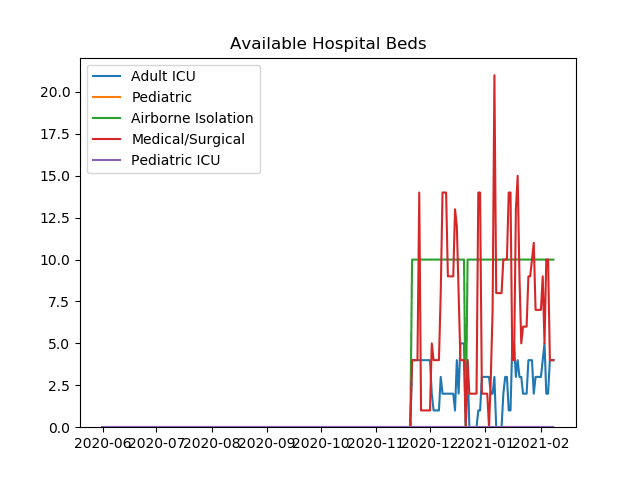 Available Hospital Beds
Adult ICU
Pediatric
Airborne Isolation
Medical/Surgical
Pediatric ICU
20.0
17.5
15.0
12.5
10.0
7.5
5.0
2.5
0.0
2020-06 2020-07 2020-08 2020-09 2020-10 2020-11 2020-12 2021-01 2021-02